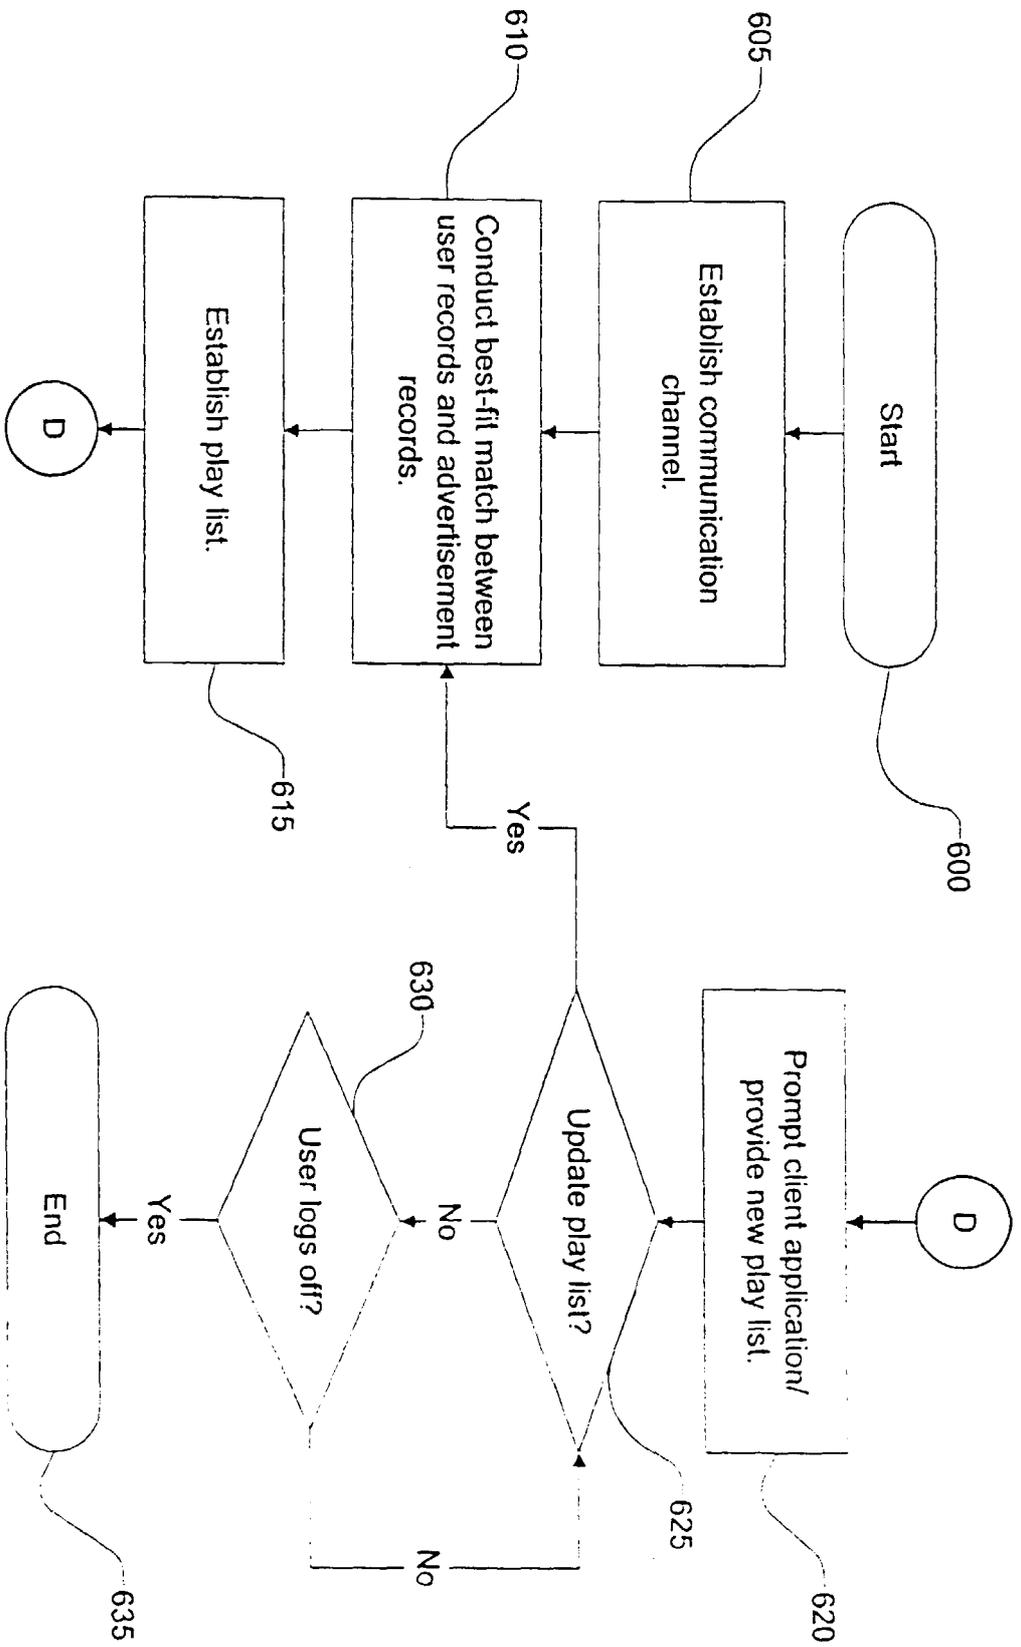 600
Start
605
Establish communication
channel.
610
Conduct best-fit match between
user records and advertisement
records.
Establish play list.
615
D
D
Prompt client application/
provide new play list.
620
Update play list?
625
Yes
No
630
User logs off?
No
Yes
End
635